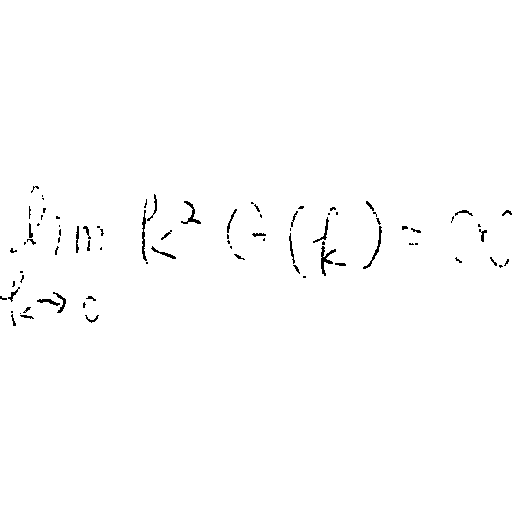 lim k² G(k) = ∝
k→0